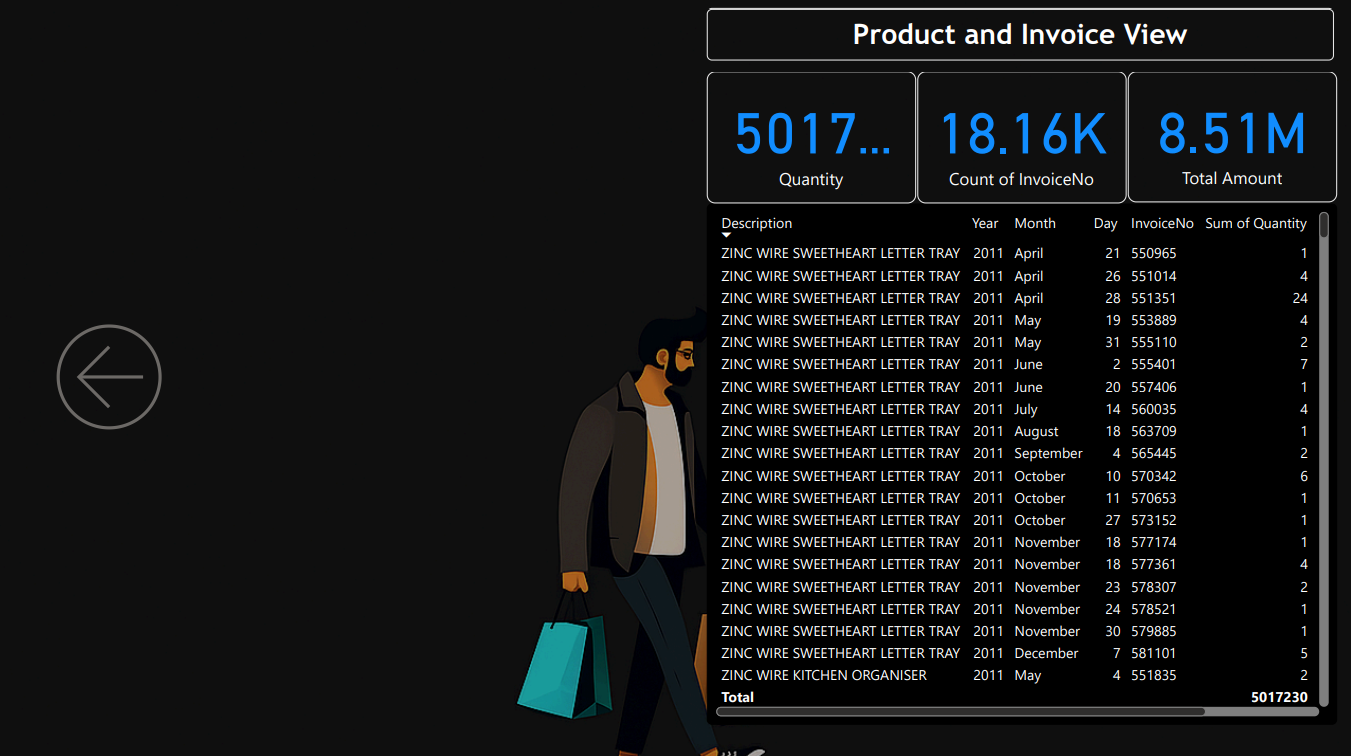 Product and Invoice View
5017... 18.16K 8.51M
Quantity Count of InvoiceNo Total Amount
Description Year Month Day InvoiceNo Sum of Quantity
ZINC WIRE SWEETHEART LETTER TRAY 2011 April 21 550965 1
ZINC WIRE SWEETHEART LETTER TRAY 2011 April 26 551014 4
ZINC WIRE SWEETHEART LETTER TRAY 2011 April 28 551351 24
ZINC WIRE SWEETHEART LETTER TRAY 2011 May 19 553889 4
ZINC WIRE SWEETHEART LETTER TRAY 2011 May 31 555110 2
ZINC WIRE SWEETHEART LETTER TRAY 2011 June 2 555401 7
ZINC WIRE SWEETHEART LETTER TRAY 2011 June 20 557406 1
ZINC WIRE SWEETHEART LETTER TRAY 2011 July 14 560035 4
ZINC WIRE SWEETHEART LETTER TRAY 2011 August 18 563709 1
ZINC WIRE SWEETHEART LETTER TRAY 2011 September 4 565445 2
ZINC WIRE SWEETHEART LETTER TRAY 2011 October 10 570342 6
ZINC WIRE SWEETHEART LETTER TRAY 2011 October 11 570653 1
ZINC WIRE SWEETHEART LETTER TRAY 2011 October 27 573152 1
ZINC WIRE SWEETHEART LETTER TRAY 2011 November 18 577174 1
ZINC WIRE SWEETHEART LETTER TRAY 2011 November 18 577361 4
ZINC WIRE SWEETHEART LETTER TRAY 2011 November 23 578307 2
ZINC WIRE SWEETHEART LETTER TRAY 2011 November 24 578521 1
ZINC WIRE SWEETHEART LETTER TRAY 2011 November 30 579885 1
ZINC WIRE SWEETHEART LETTER TRAY 2011 December 7 581101 5
ZINC WIRE KITCHEN ORGANISER 2011 May 4 551835 2
Total 5017230